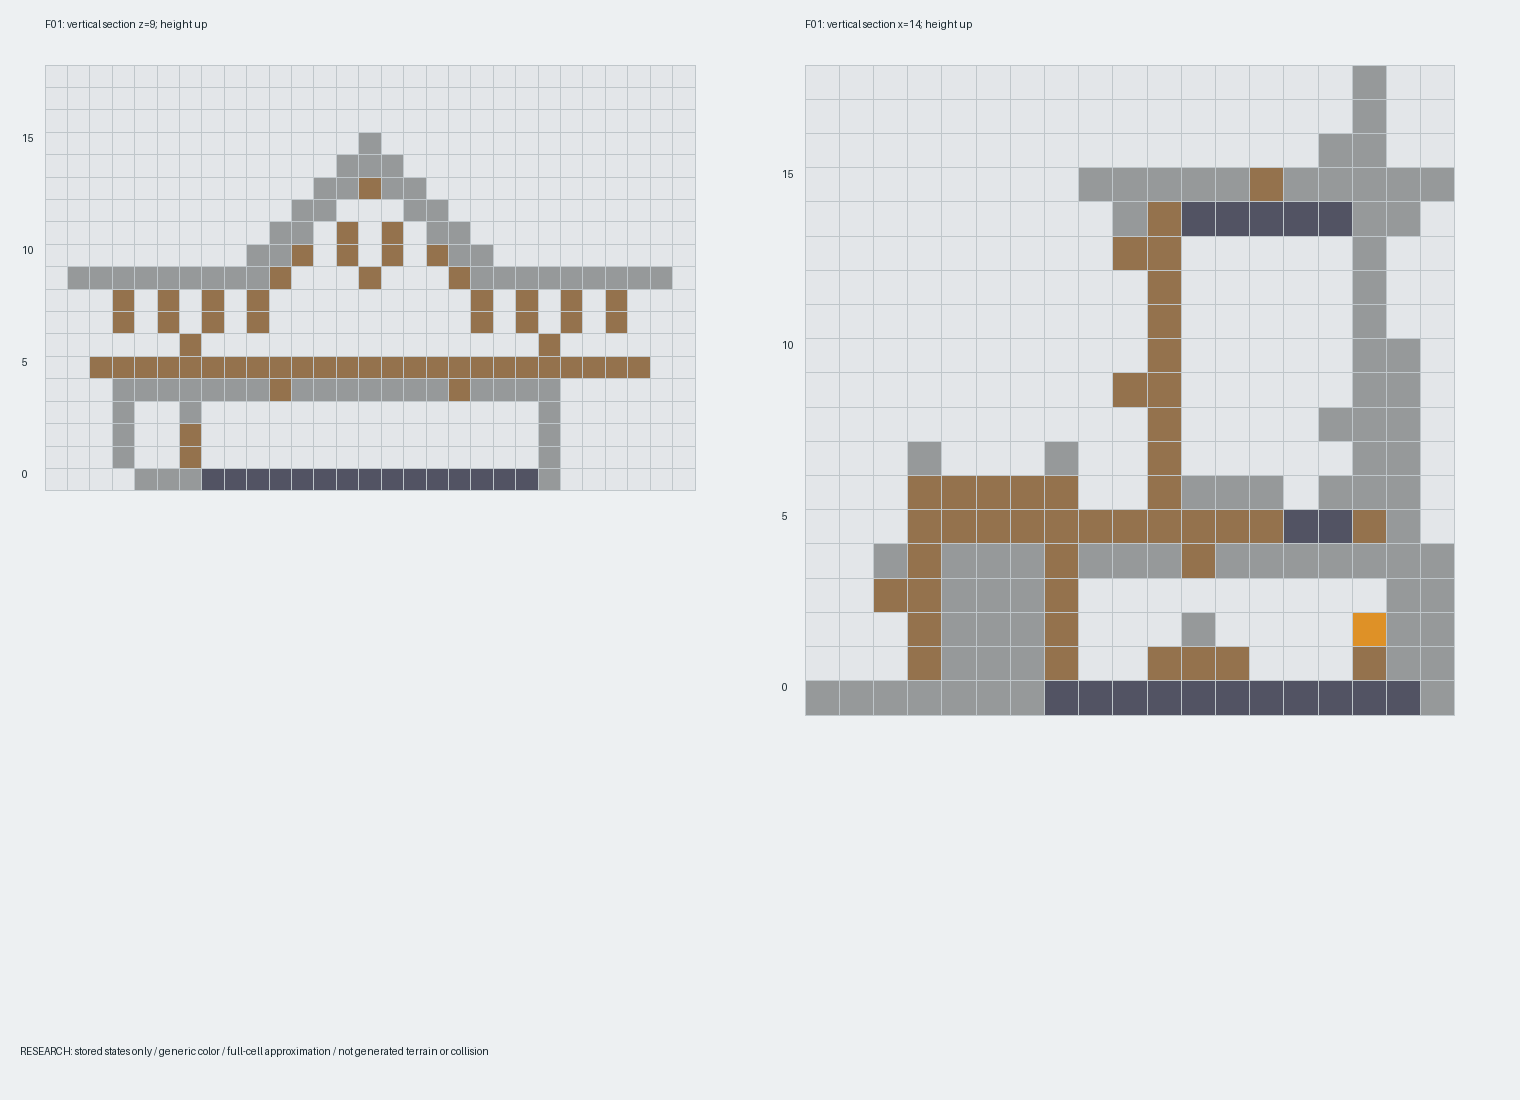 F01: vertical section z=9; height up
F01: vertical section x=14; height up
15
10
5
0
15
10
5
0
RESEARCH: stored states only / generic color / full-cell approximation / not generated terrain or collision